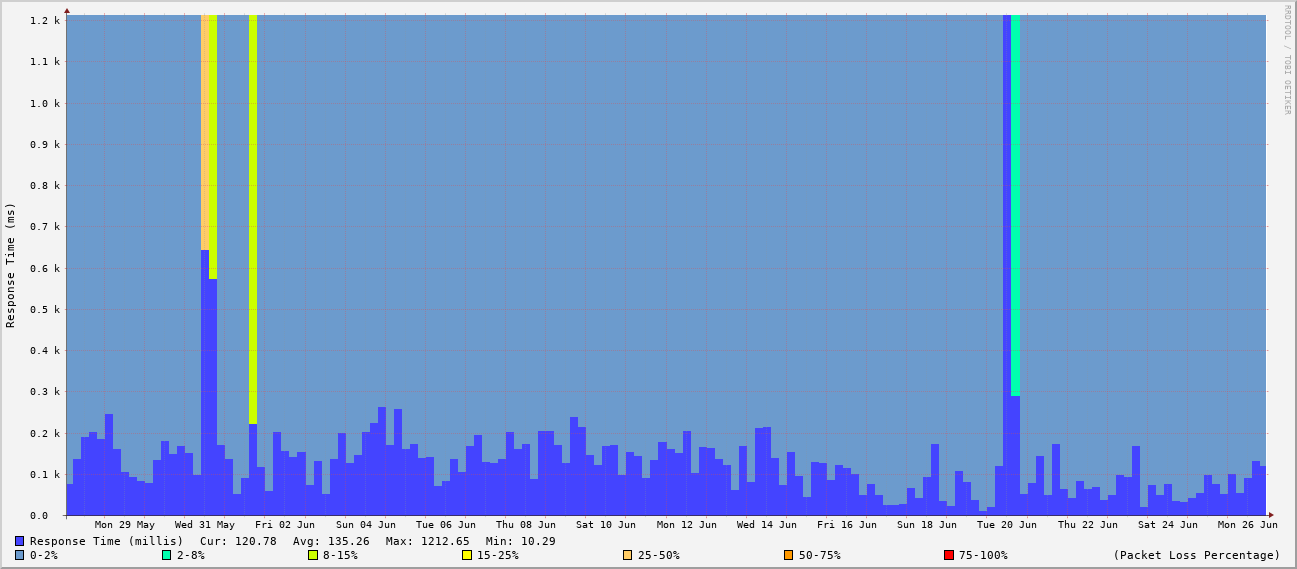 RRDTOOL / TOBI OETIKER
Response Time (ms)
1.2 k
1.1 k
1.0 k
0.9 k
0.8 k
0.7 k
0.6 k
0.5 k
0.4 k
0.3 k
0.2 k
0.1 k
0.0
Mon 29 May Wed 31 May Fri 02 Jun Sun 04 Jun Tue 06 Jun Thu 08 Jun Sat 10 Jun Mon 12 Jun Wed 14 Jun Fri 16 Jun Sun 18 Jun Tue 20 Jun Thu 22 Jun Sat 24 Jun Mon 26 Jun
Response Time (millis) Cur: 120.78 Avg: 135.26 Max: 1212.65 Min: 10.29
0-2% 2-8% 8-15% 15-25% 25-50% 50-75% 75-100% (Packet Loss Percentage)